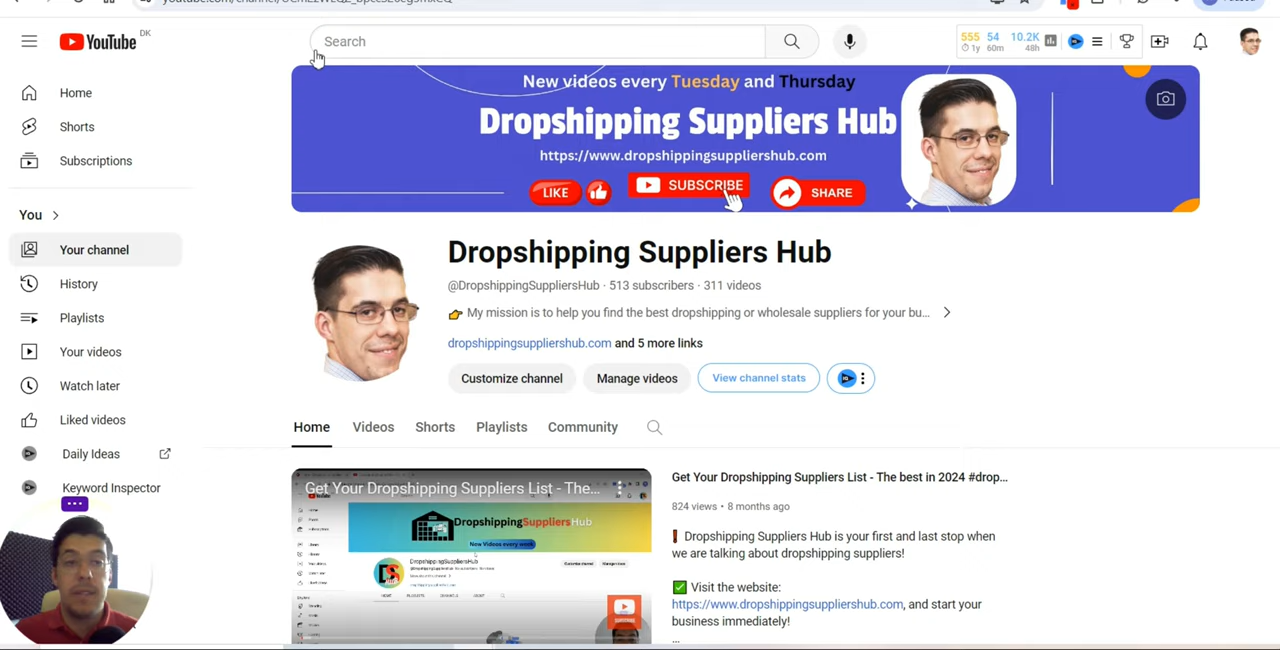 YouTube DK
Search
555 54 10.2K
1y 60m 48h
New videos every Tuesday and Thursday
Dropshipping Suppliers Hub
https://www.dropshippingsuppliershub.com
LIKE SUBSCRIBE SHARE
Home
Shorts
Subscriptions
You
Your channel
History
Playlists
Your videos
Watch later
Liked videos
Daily Ideas
Keyword Inspector
Dropshipping Suppliers Hub
@DropshippingSuppliersHub · 513 subscribers · 311 videos
👉 My mission is to help you find the best dropshipping or wholesale suppliers for your bu...
dropshippingsuppliershub.com and 5 more links
Customize channel Manage videos View channel stats
Home Videos Shorts Playlists Community
Get Your Dropshipping Suppliers List - The...
DropshippingSuppliersHub
New Videos every week
DropshippingSuppliersHub
Get Your Dropshipping Suppliers List - The best in 2024 #drop...
824 views • 8 months ago
❗ Dropshipping Suppliers Hub is your first and last stop when
we are talking about dropshipping suppliers!
✅ Visit the website:
https://www.dropshippingsuppliershub.com, and start your
business immediately!
...